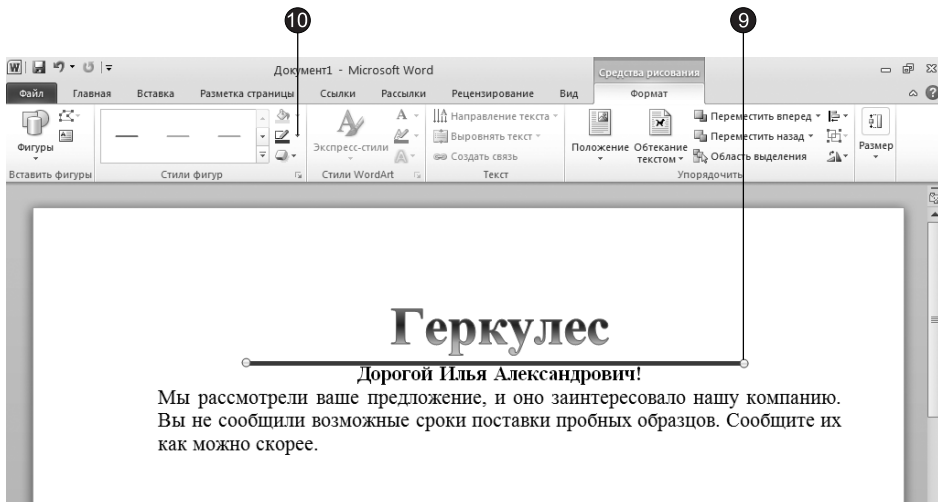 10 9
Документ1 - Microsoft Word Средства рисования
Файл Главная Вставка Разметка страницы Ссылки Рассылки Рецензирование Вид Формат
Фигуры
Вставить фигуры
Стили фигур
Экспресс-стили
Стили WordArt
Направление текста
Выровнять текст
Создать связь
Текст
Положение
Обтекание
текстом
Переместить вперед
Переместить назад
Область выделения
Упорядочить
Размер
Геркулес
Дорогой Илья Александрович!
Мы рассмотрели ваше предложение, и оно заинтересовало нашу компанию.
Вы не сообщили возможные сроки поставки пробных образцов. Сообщите их
как можно скорее.